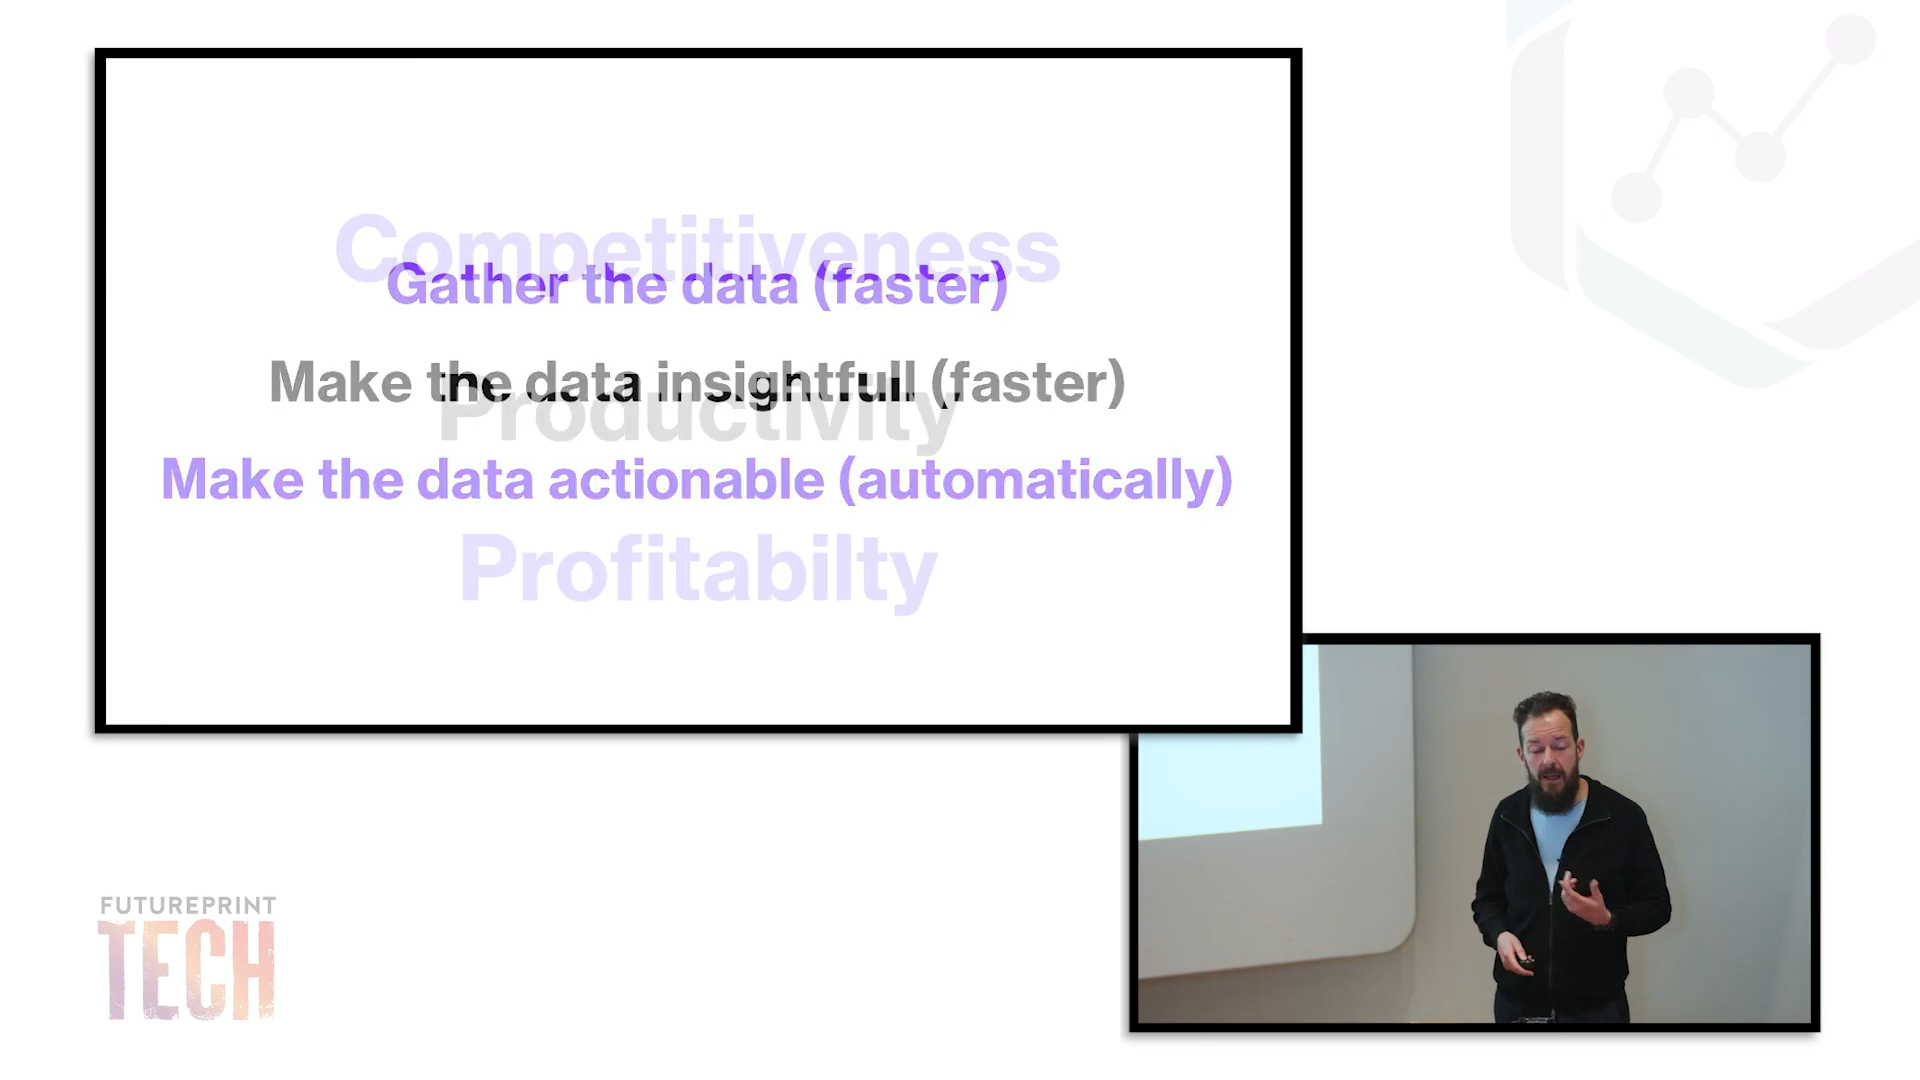 Competitiveness
Gather the data (faster)
Make the data insightfull (faster)
Productivity
Make the data actionable (automatically)
Profitabilty
FUTUREPRINT
TECH